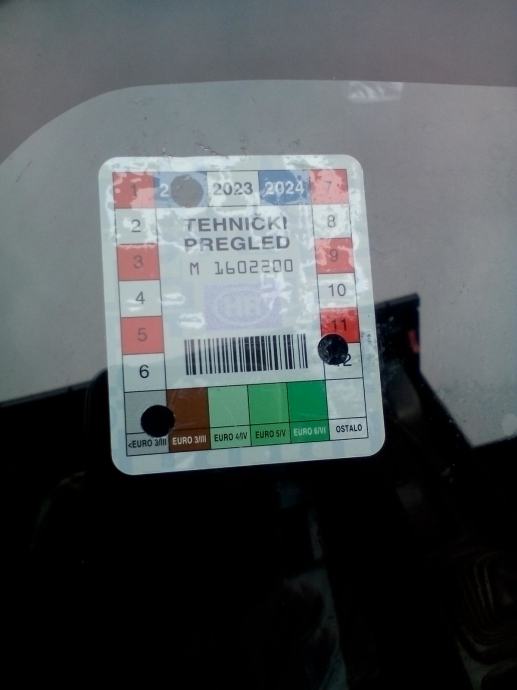 1 2 2023 2024 7
TEHNIČKI
PREGLED
M 1602200
HR
2 8
3 9
4 10
5 11
6
<EURO 3/III EURO 3/III EURO 4/IV EURO 5/V EURO 6/VI OSTALO